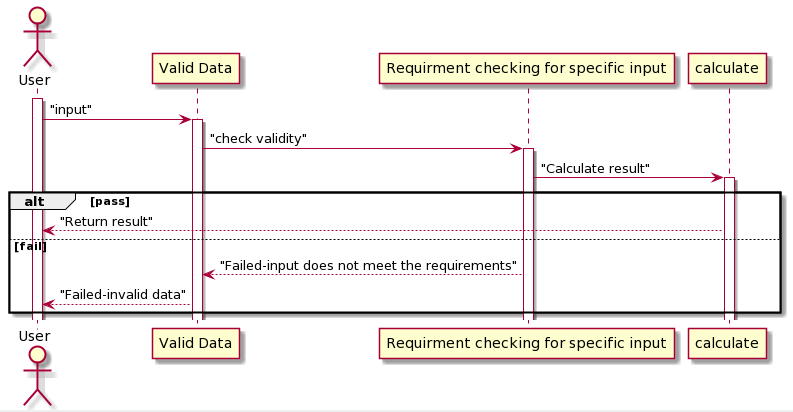 User
Valid Data
Requirment checking for specific input
calculate
"input"
"check validity"
"Calculate result"
alt [pass]
"Return result"
[fail]
"Failed-input does not meet the requirements"
"Failed-invalid data"
User
Valid Data
Requirment checking for specific input
calculate